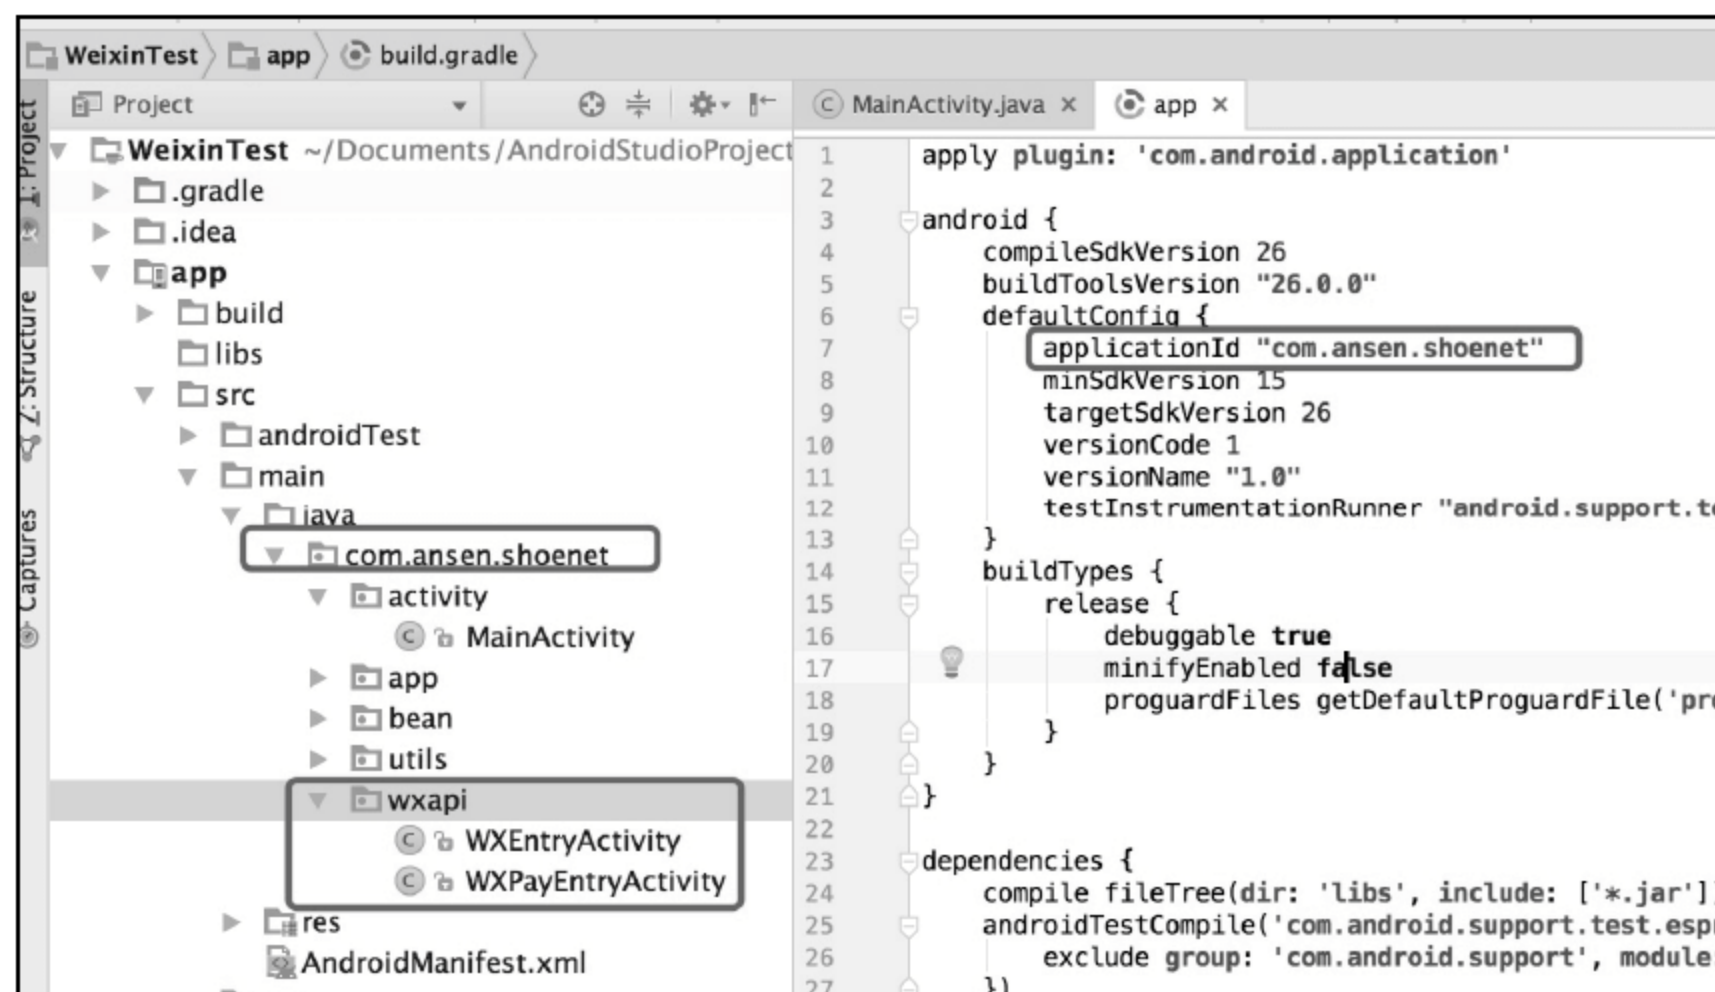 WeixinTest app build.gradle
Project
MainActivity.java × app ×
1: Project
Z: Structure
Captures
WeixinTest ~/Documents/AndroidStudioProject
.gradle
.idea
app
build
libs
src
androidTest
main
java
com.ansen.shoenet
activity
MainActivity
app
bean
utils
wxapi
WXEntryActivity
WXPayEntryActivity
res
AndroidManifest.xml
1 apply plugin: 'com.android.application'
2
3 android {
4 compileSdkVersion 26
5 buildToolsVersion "26.0.0"
6 defaultConfig {
7 applicationId "com.ansen.shoenet"
8 minSdkVersion 15
9 targetSdkVersion 26
10 versionCode 1
11 versionName "1.0"
12 testInstrumentationRunner "android.support.te
13 }
14 buildTypes {
15 release {
16 debuggable true
17 minifyEnabled false
18 proguardFiles getDefaultProguardFile('pro
19 }
20 }
21 }
22
23 dependencies {
24 compile fileTree(dir: 'libs', include: ['*.jar']
25 androidTestCompile('com.android.support.test.espr
26 exclude group: 'com.android.support', module:
27 })